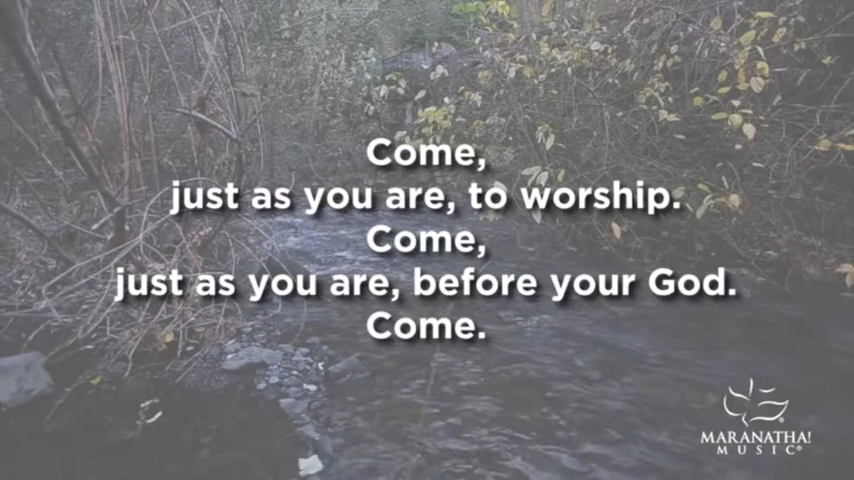 Come,
just as you are, to worship.
Come,
just as you are, before your God.
Come.
MARANATHA!
MUSIC®